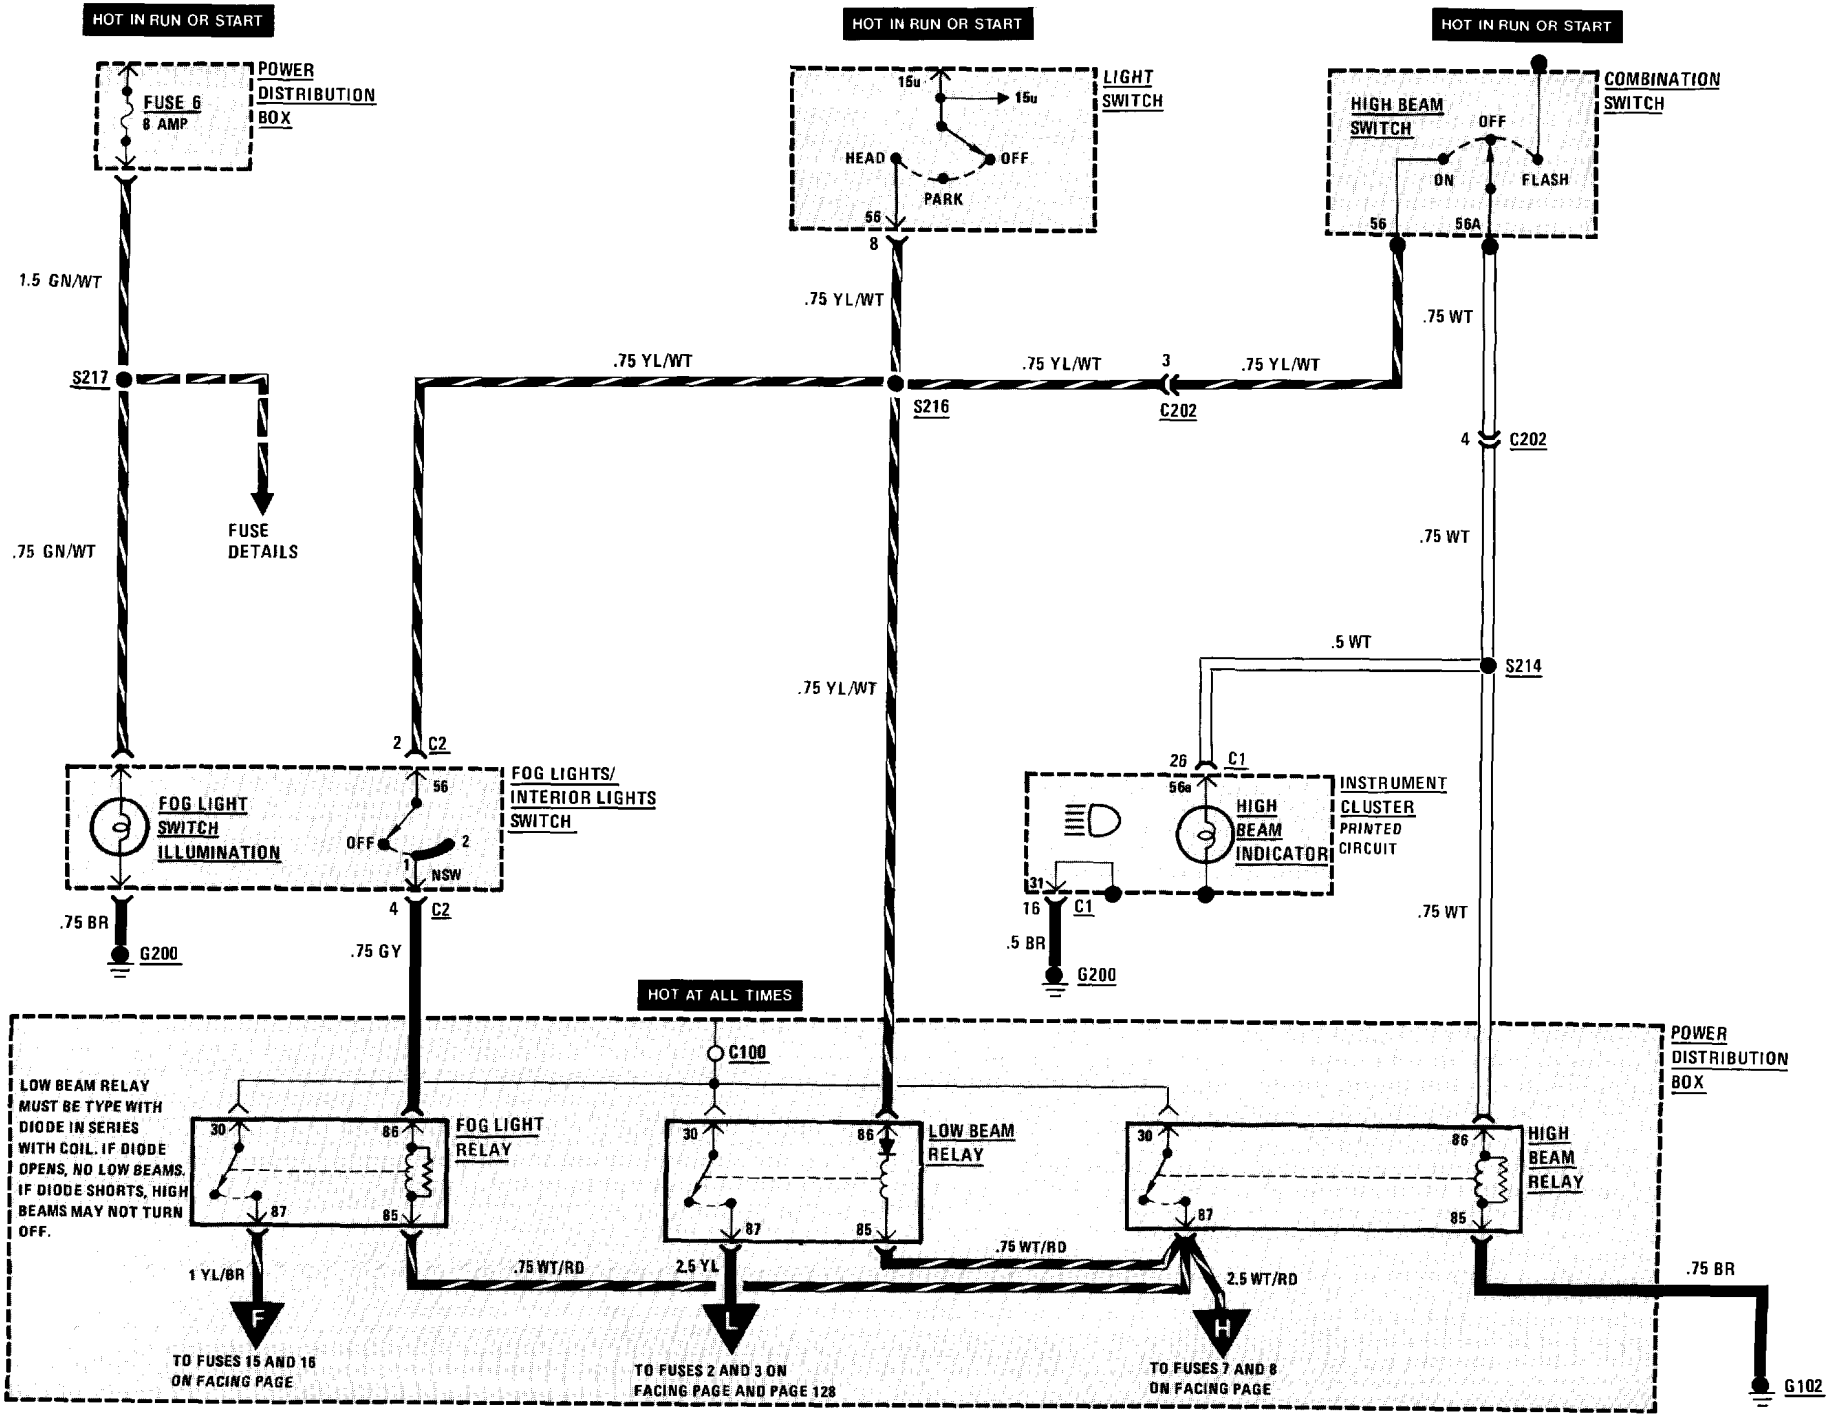 HOT IN RUN OR START
HOT IN RUN OR START
HOT IN RUN OR START
POWER
DISTRIBUTION
BOX
FUSE 6
8 AMP
15u
15u
LIGHT
SWITCH
HEAD
OFF
PARK
56
8
COMBINATION
SWITCH
HIGH BEAM
SWITCH
OFF
ON
FLASH
56
56A
1.5 GN/WT
.75 YL/WT
.75 WT
S217
.75 YL/WT
.75 YL/WT
3
.75 YL/WT
S216
C202
4
C202
FUSE
DETAILS
.75 GN/WT
.75 WT
.5 WT
S214
.75 YL/WT
2
C2
26
C1
FOG LIGHTS/
INTERIOR LIGHTS
SWITCH
56
FOG LIGHT
SWITCH
ILLUMINATION
OFF
1
2
NSW
56a
HIGH
BEAM
INDICATOR
INSTRUMENT
CLUSTER
PRINTED
CIRCUIT
31
16
C1
4
C2
.75 BR
G200
.75 GY
.75 WT
.5 BR
G200
HOT AT ALL TIMES
C100
POWER
DISTRIBUTION
BOX
LOW BEAM RELAY
MUST BE TYPE WITH
DIODE IN SERIES
WITH COIL. IF DIODE
OPENS, NO LOW BEAMS.
IF DIODE SHORTS, HIGH
BEAMS MAY NOT TURN
OFF.
30
86
FOG LIGHT
RELAY
87
85
30
86
LOW BEAM
RELAY
87
85
30
86
HIGH
BEAM
RELAY
87
85
1 YL/BR
.75 WT/RD
2.5 YL
.75 WT/RD
2.5 WT/RD
.75 BR
F
L
H
TO FUSES 15 AND 16
ON FACING PAGE
TO FUSES 2 AND 3 ON
FACING PAGE AND PAGE 128
TO FUSES 7 AND 8
ON FACING PAGE
G102